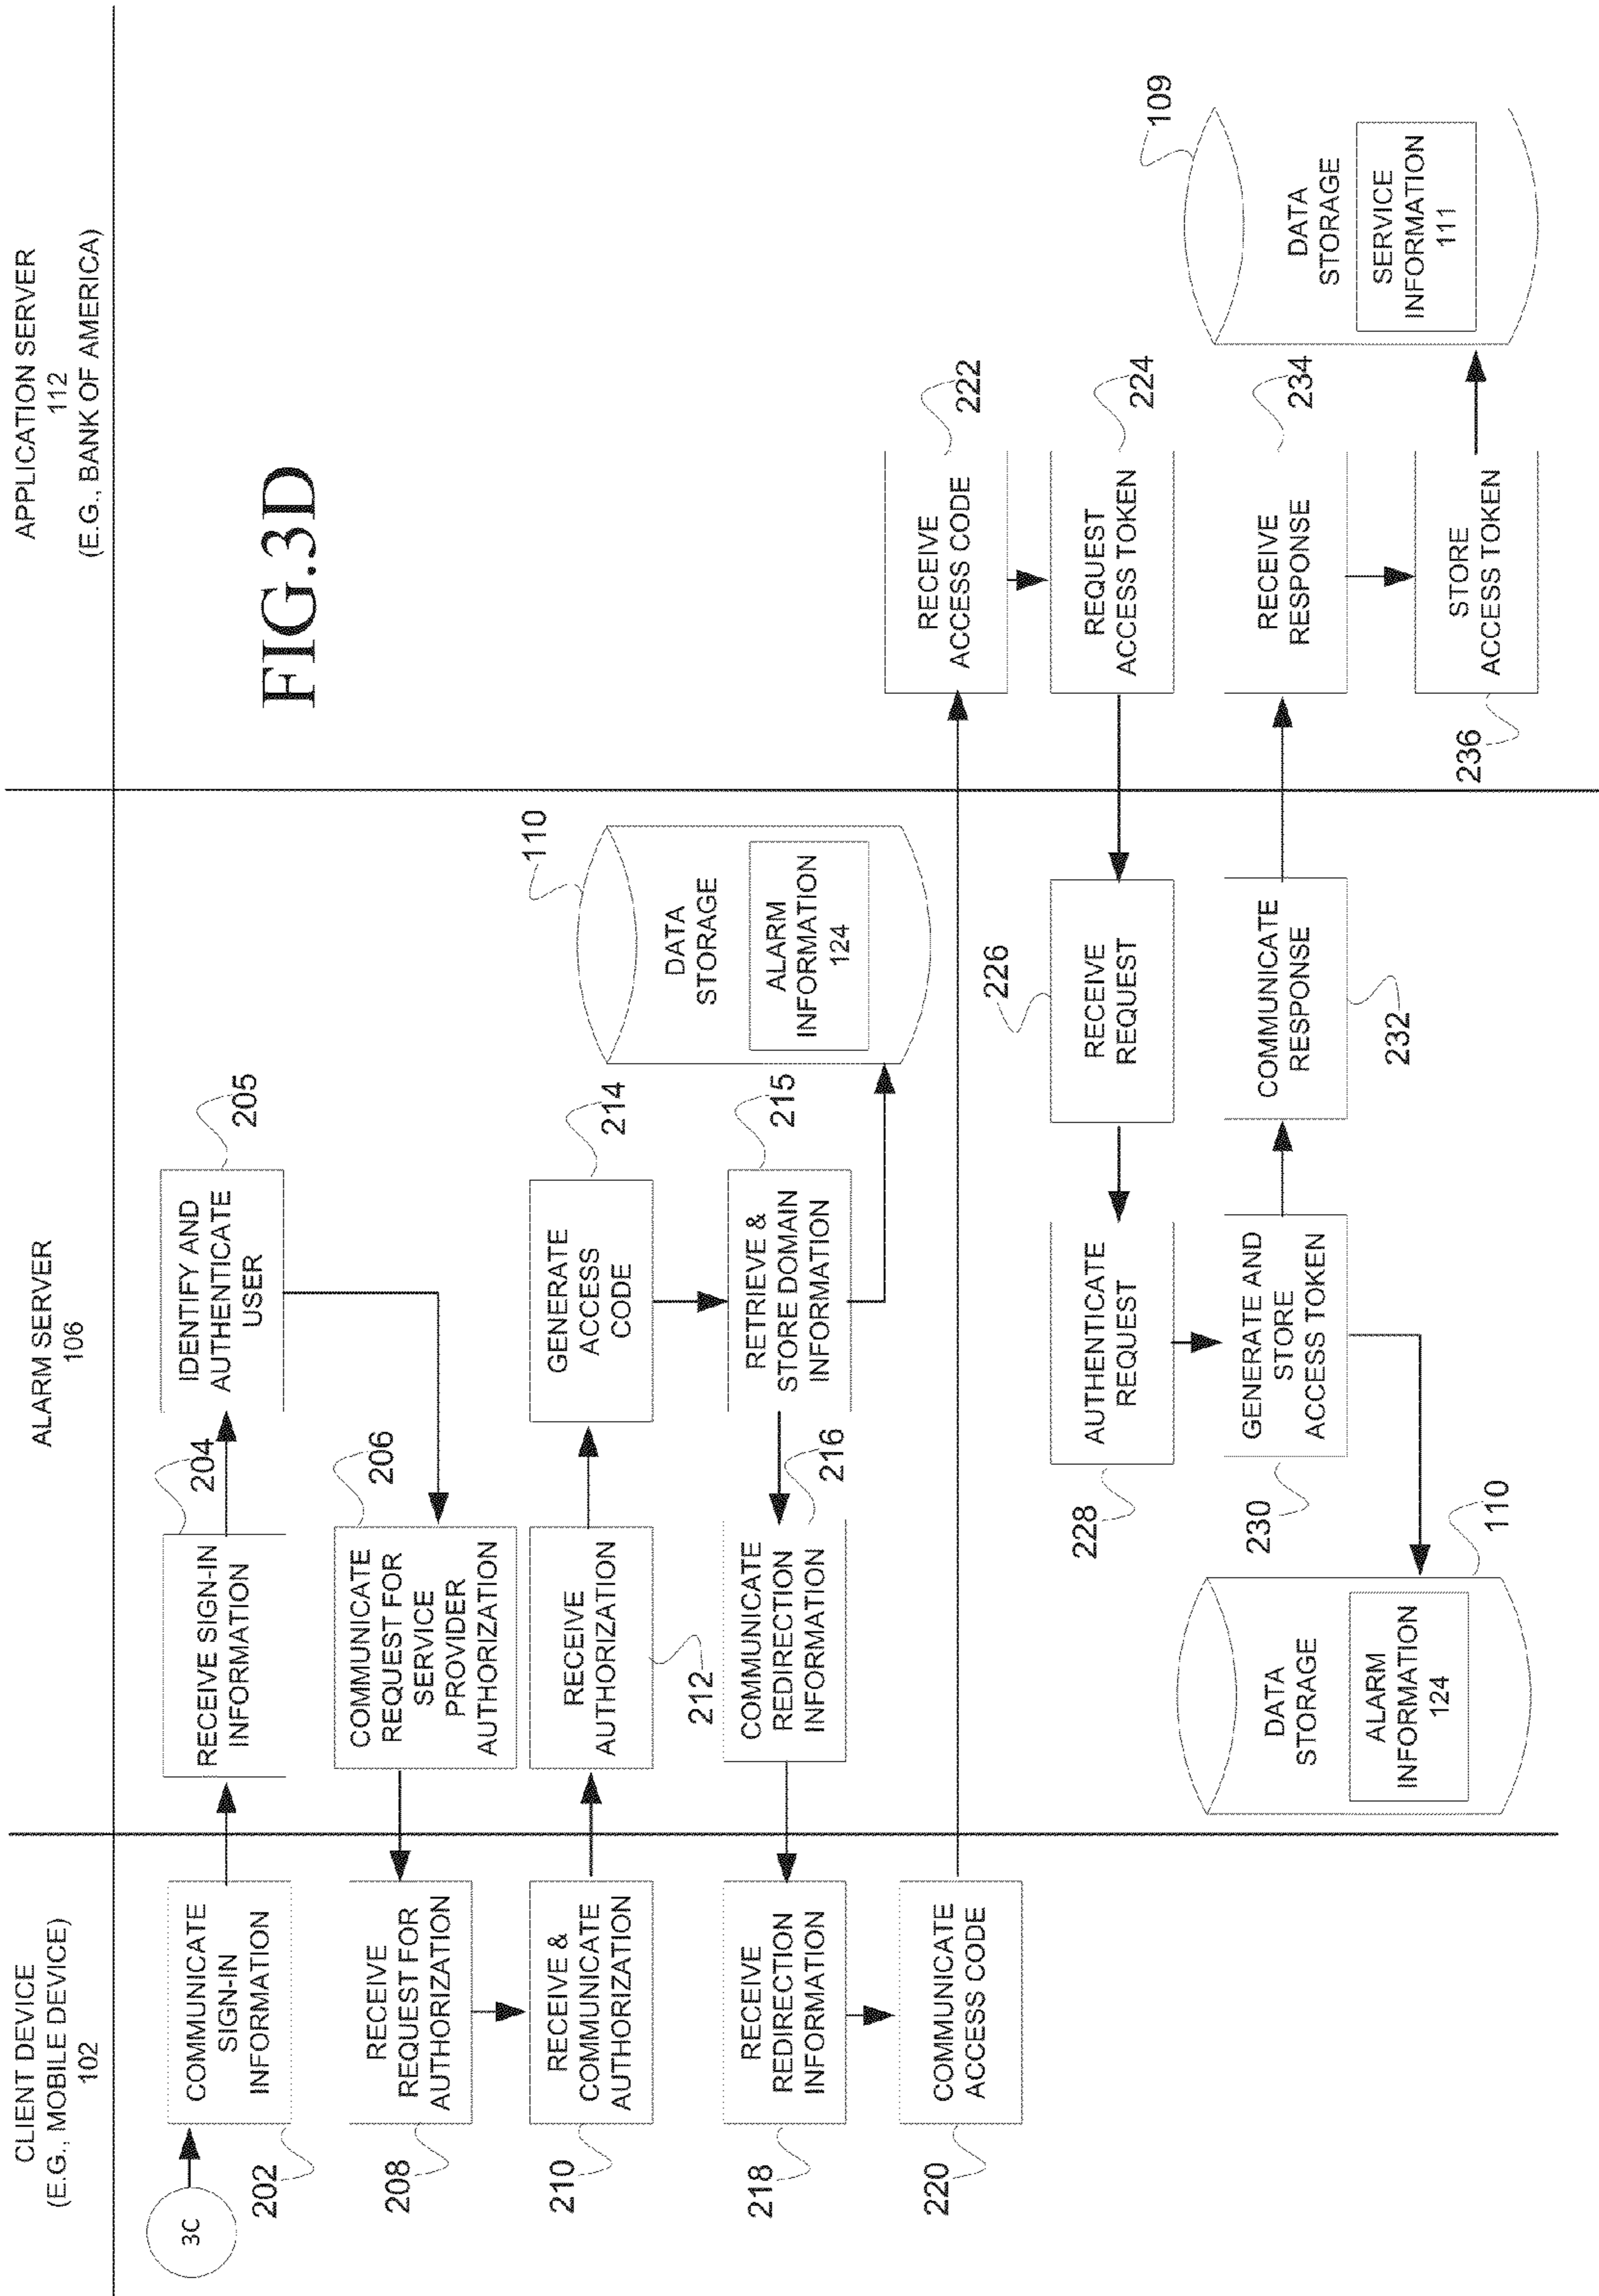 CLIENT DEVICE
(E.G., MOBILE DEVICE)
102
ALARM SERVER
106
APPLICATION SERVER
112
(E.G., BANK OF AMERICA)
FIG.3D
3C
COMMUNICATE
SIGN-IN
INFORMATION
202
RECEIVE SIGN-IN
INFORMATION
204
IDENTIFY AND
AUTHENTICATE
USER
205
COMMUNICATE
REQUEST FOR
SERVICE
PROVIDER
AUTHORIZATION
206
RECEIVE
REQUEST FOR
AUTHORIZATION
208
RECEIVE &
COMMUNICATE
AUTHORIZATION
210
RECEIVE
AUTHORIZATION
212
GENERATE
ACCESS
CODE
214
RETRIEVE &
STORE DOMAIN
INFORMATION
215
DATA
STORAGE
ALARM
INFORMATION
124
110
COMMUNICATE
REDIRECTION
INFORMATION
216
RECEIVE
REDIRECTION
INFORMATION
218
COMMUNICATE
ACCESS CODE
220
RECEIVE
ACCESS CODE
222
REQUEST
ACCESS TOKEN
224
RECEIVE
REQUEST
226
AUTHENTICATE
REQUEST
228
GENERATE AND
STORE
ACCESS TOKEN
230
DATA
STORAGE
ALARM
INFORMATION
124
110
COMMUNICATE
RESPONSE
232
RECEIVE
RESPONSE
234
STORE
ACCESS TOKEN
236
DATA
STORAGE
SERVICE
INFORMATION
111
109